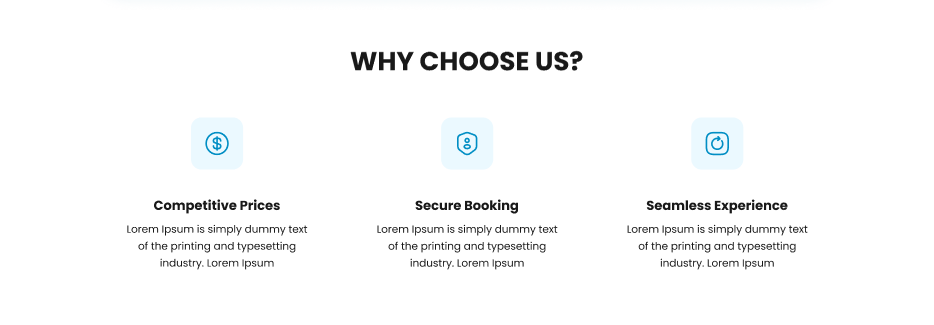 WHY CHOOSE US?
Competitive Prices
Lorem Ipsum is simply dummy text
of the printing and typesetting
industry. Lorem Ipsum
Secure Booking
Lorem Ipsum is simply dummy text
of the printing and typesetting
industry. Lorem Ipsum
Seamless Experience
Lorem Ipsum is simply dummy text
of the printing and typesetting
industry. Lorem Ipsum